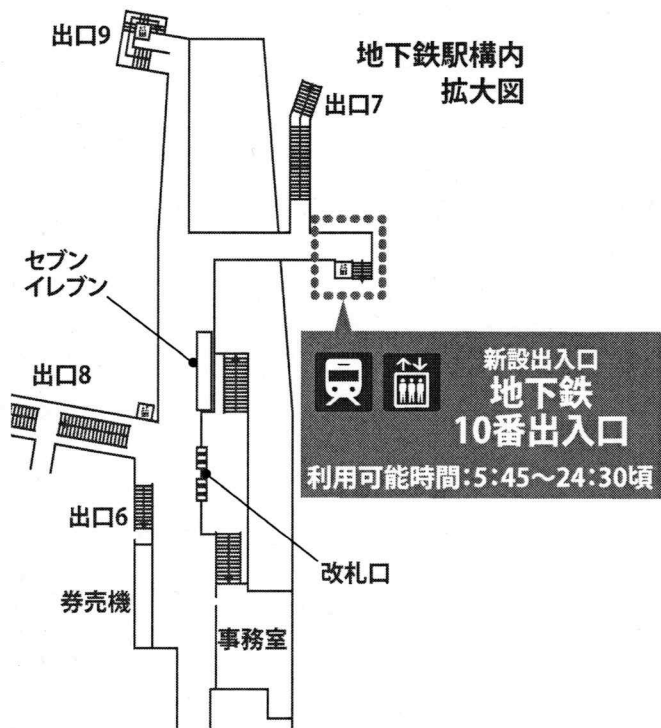 地下鉄駅構内
拡大図
出口9
出口7
セブン
イレブン
出口8
新設出入口
地下鉄
10番出入口
利用可能時間：5：45～24：30頃
出口6
改札口
券売機
事務室